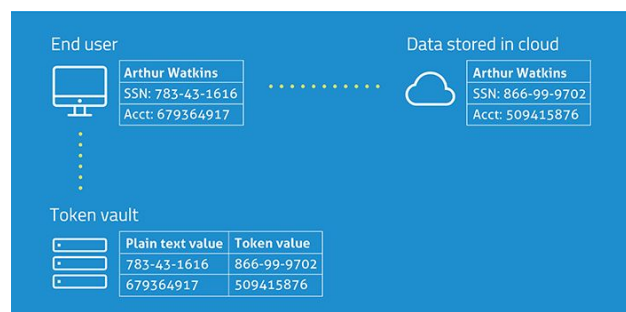 End user
Arthur Watkins
SSN: 783-43-1616
Acct: 679364917
Data stored in cloud
Arthur Watkins
SSN: 866-99-9702
Acct: 509415876
Token vault
Plain text value Token value
783-43-1616 866-99-9702
679364917 509415876